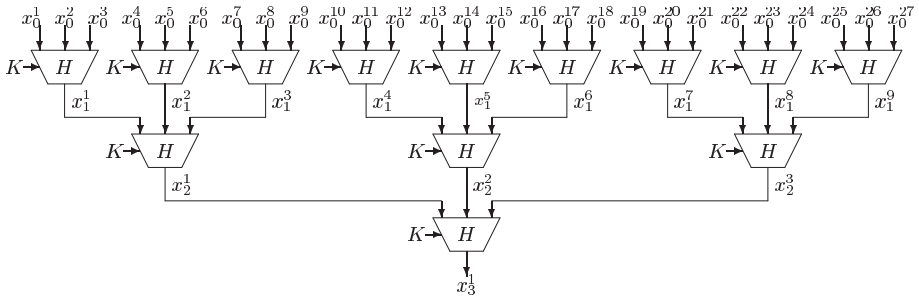 x_0^1 x_0^2 x_0^3 x_0^4 x_0^5 x_0^6 x_0^7 x_0^8 x_0^9 x_0^10 x_0^11 x_0^12 x_0^13 x_0^14 x_0^15 x_0^16 x_0^17 x_0^18 x_0^19 x_0^20 x_0^21 x_0^22 x_0^23 x_0^24 x_0^25 x_0^26 x_0^27
K H K H K H K H K H K H K H K H K H
x_1^1 x_1^2 x_1^3 x_1^4 x_1^5 x_1^6 x_1^7 x_1^8 x_1^9
K H K H K H
x_2^1 x_2^2 x_2^3
K H
x_3^1